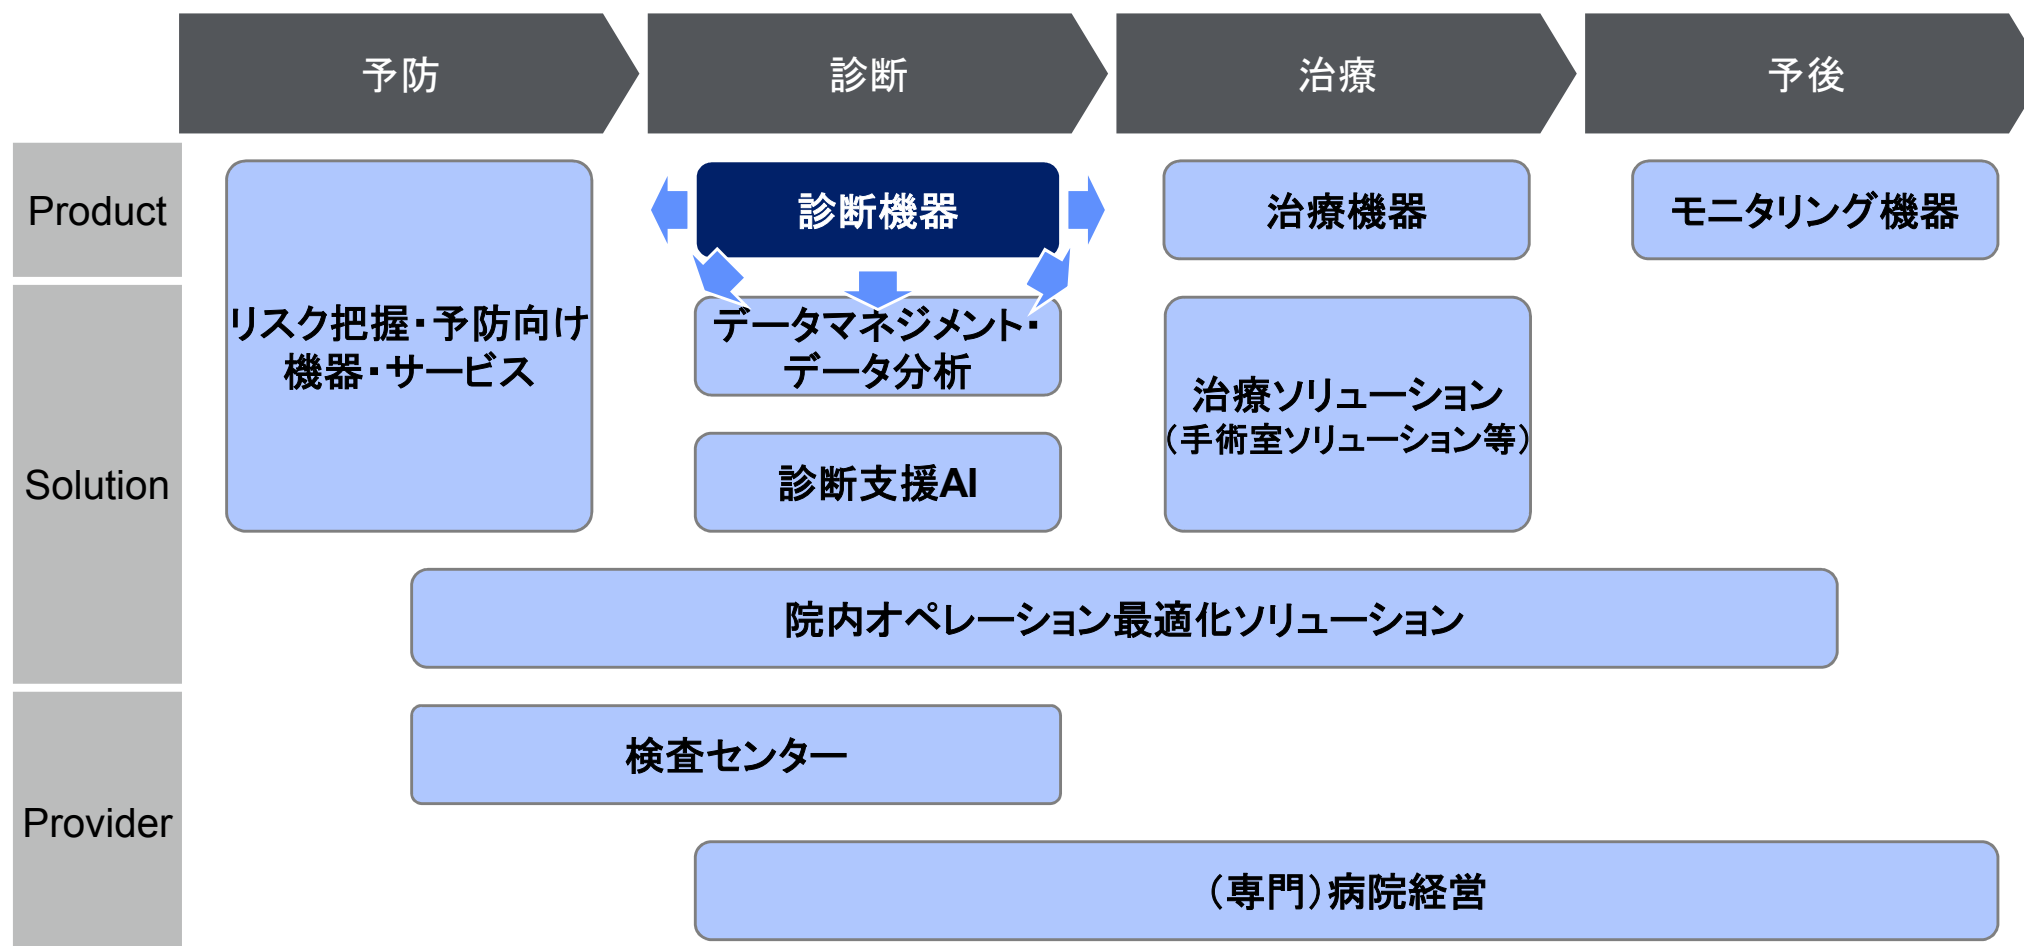 予防
診断
治療
予後
Product
診断機器
治療機器
モニタリング機器
リスク把握・予防向け
機器・サービス
Solution
データマネジメント・
データ分析
診断支援AI
治療ソリューション
（手術室ソリューション等）
院内オペレーション最適化ソリューション
Provider
検査センター
（専門）病院経営